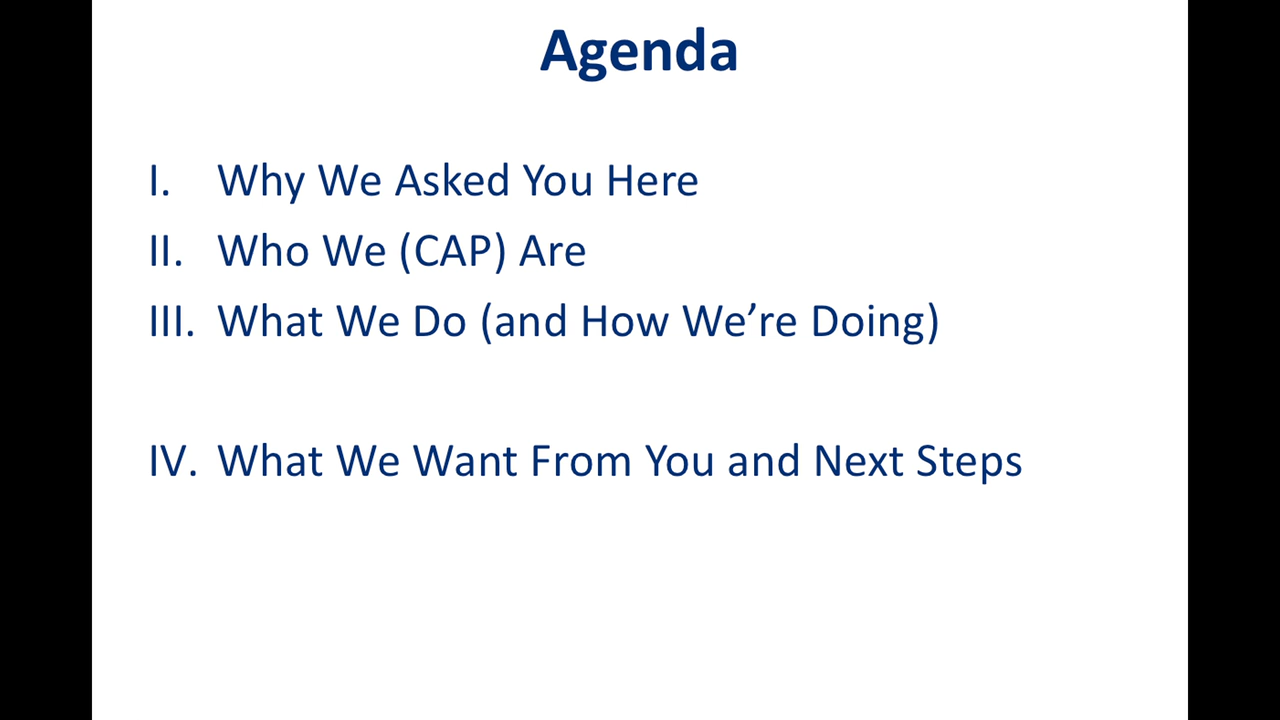 Agenda
I. Why We Asked You Here
II. Who We (CAP) Are
III. What We Do (and How We’re Doing)
IV. What We Want From You and Next Steps